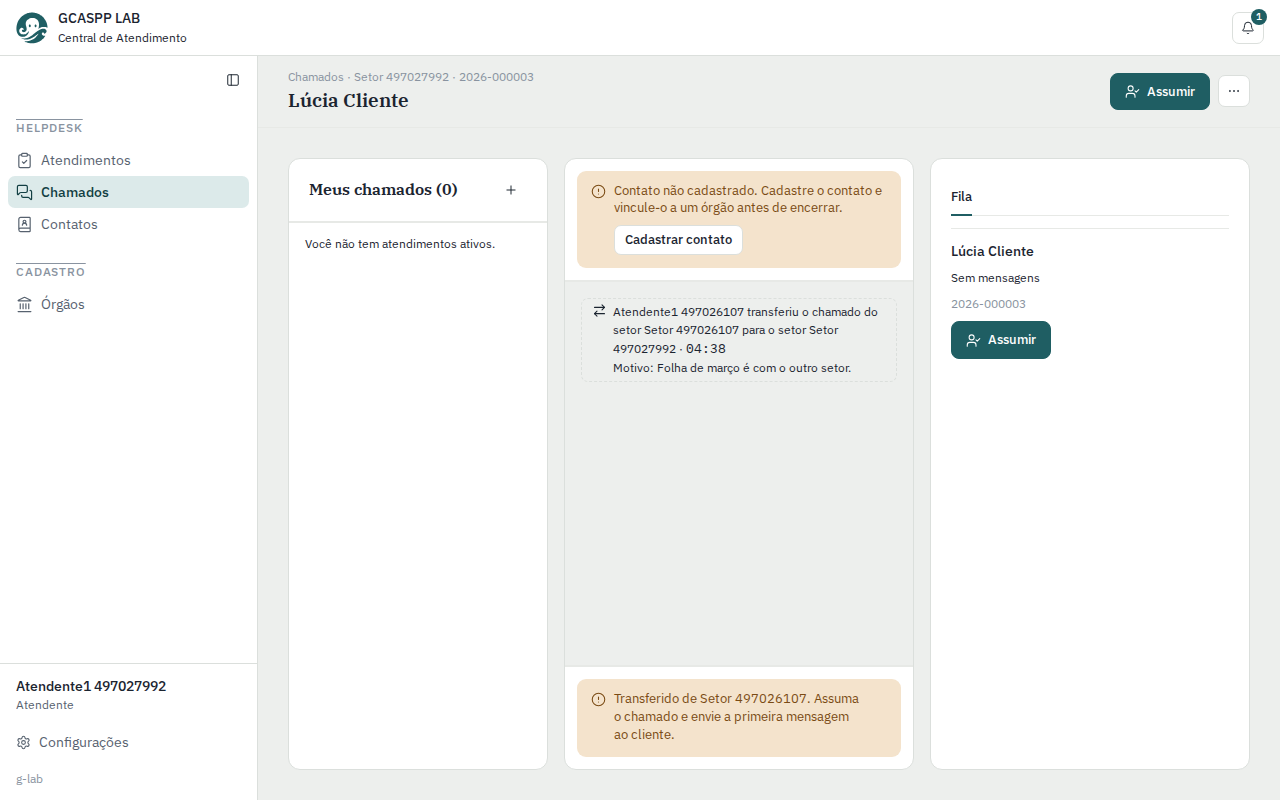 GCASPP LAB
Central de Atendimento
1
HELPDESK
Atendimentos
Chamados
Contatos
CADASTRO
Órgãos
Atendente1 497027992
Atendente
Configurações
g-lab
Chamados · Setor 497027992 · 2026-000003
Lúcia Cliente
Assumir
Meus chamados (0)
Você não tem atendimentos ativos.
Contato não cadastrado. Cadastre o contato e
vincule-o a um órgão antes de encerrar.
Cadastrar contato
Atendente1 497026107 transferiu o chamado do
setor Setor 497026107 para o setor Setor
497027992 · 04:38
Motivo: Folha de março é com o outro setor.
Transferido de Setor 497026107. Assuma
o chamado e envie a primeira mensagem
ao cliente.
Fila
Lúcia Cliente
Sem mensagens
2026-000003
Assumir